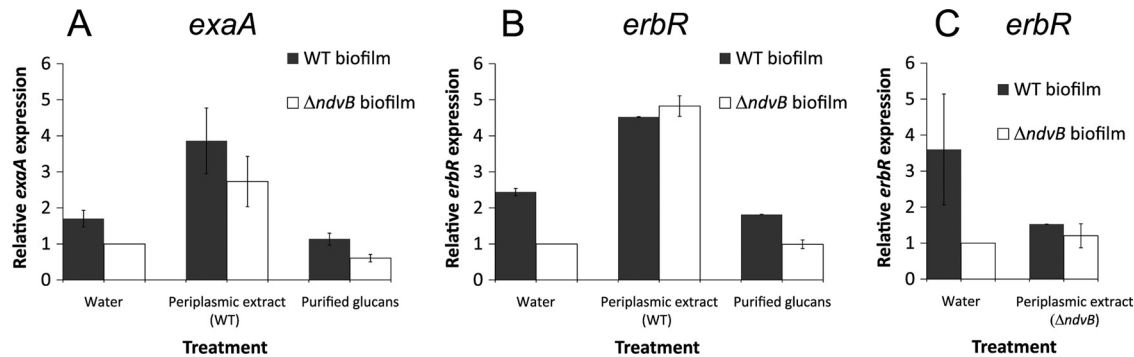 A exaA
WT biofilm
ΔndvB biofilm
Relative exaA expression
6
5
4
3
2
1
0
Water
Periplasmic extract
(WT)
Purified glucans
Treatment
B erbR
WT biofilm
ΔndvB biofilm
Relative erbR expression
6
5
4
3
2
1
0
Water
Periplasmic extract
(WT)
Purified glucans
Treatment
C erbR
WT biofilm
ΔndvB biofilm
Relative erbR expression
6
5
4
3
2
1
0
Water
Periplasmic extract
(ΔndvB)
Treatment